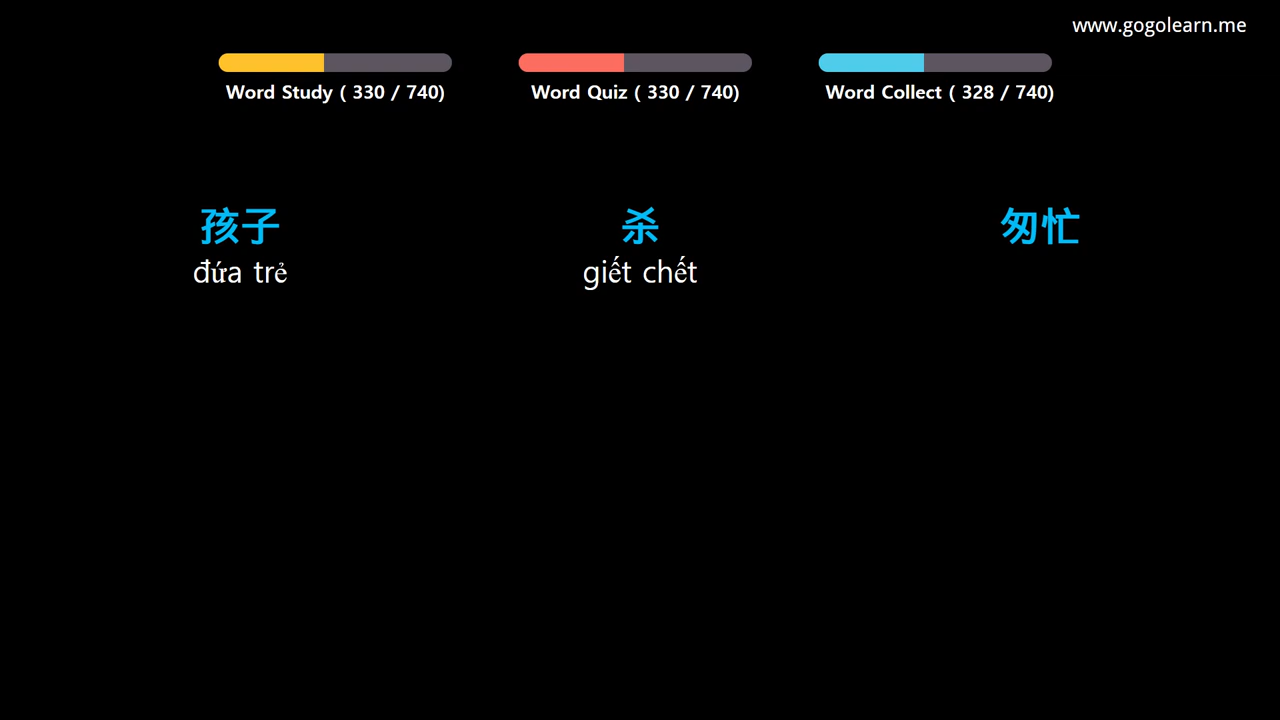 www.gogolearn.me
Word Study ( 330 / 740)
Word Quiz ( 330 / 740)
Word Collect ( 328 / 740)
孩子
đứa trẻ
杀
giết chết
匆忙